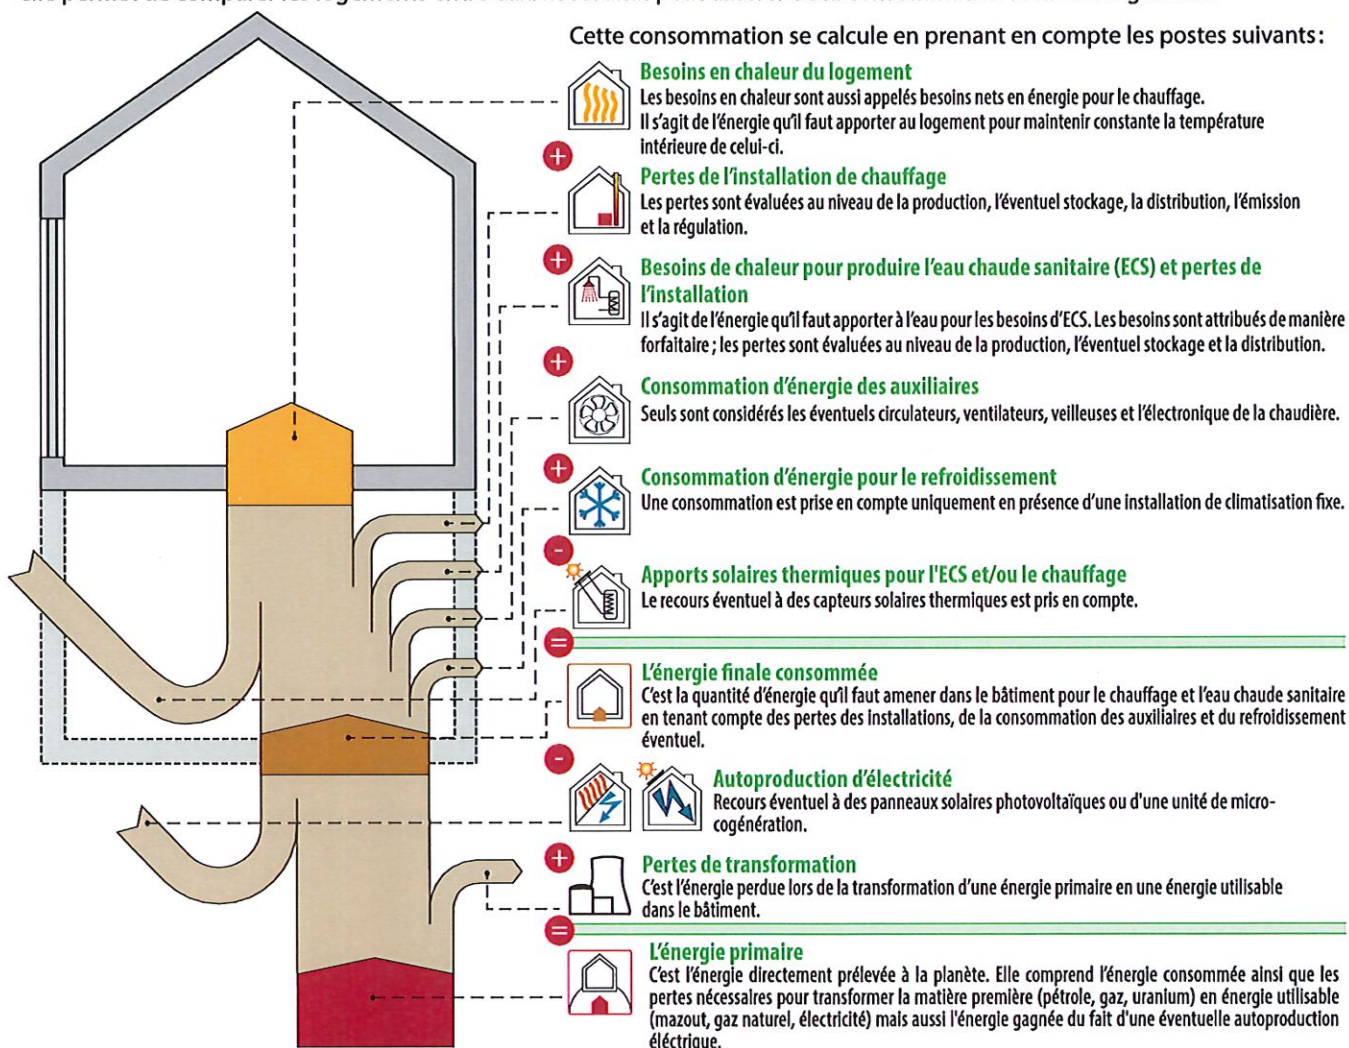 Cette consommation se calcule en prenant en compte les postes suivants:
Besoins en chaleur du logement
Les besoins en chaleur sont aussi appelés besoins nets en énergie pour le chauffage.
Il s'agit de l'énergie qu'il faut apporter au logement pour maintenir constante la température
intérieure de celui-ci.
+
Pertes de l'installation de chauffage
Les pertes sont évaluées au niveau de la production, l'éventuel stockage, la distribution, l'émission
et la régulation.
+
Besoins de chaleur pour produire l'eau chaude sanitaire (ECS) et pertes de
l'installation
Il s'agit de l'énergie qu'il faut apporter à l'eau pour les besoins d'ECS. Les besoins sont attribués de manière
forfaitaire ; les pertes sont évaluées au niveau de la production, l'éventuel stockage et la distribution.
+
Consommation d'énergie des auxiliaires
Seuls sont considérés les éventuels circulateurs, ventilateurs, veilleuses et l'électronique de la chaudière.
+
Consommation d'énergie pour le refroidissement
Une consommation est prise en compte uniquement en présence d'une installation de climatisation fixe.
-
Apports solaires thermiques pour l'ECS et/ou le chauffage
Le recours éventuel à des capteurs solaires thermiques est pris en compte.
=
L'énergie finale consommée
C'est la quantité d'énergie qu'il faut amener dans le bâtiment pour le chauffage et l'eau chaude sanitaire
en tenant compte des pertes des installations, de la consommation des auxiliaires et du refroidissement
éventuel.
-
Autoproduction d'électricité
Recours éventuel à des panneaux solaires photovoltaïques ou d'une unité de micro-
cogénération.
+
Pertes de transformation
C'est l'énergie perdue lors de la transformation d'une énergie primaire en une énergie utilisable
dans le bâtiment.
=
L'énergie primaire
C'est l'énergie directement prélevée à la planète. Elle comprend l'énergie consommée ainsi que les
pertes nécessaires pour transformer la matière première (pétrole, gaz, uranium) en énergie utilisable
(mazout, gaz naturel, électricité) mais aussi l'énergie gagnée du fait d'une éventuelle autoproduction
éléctrique.